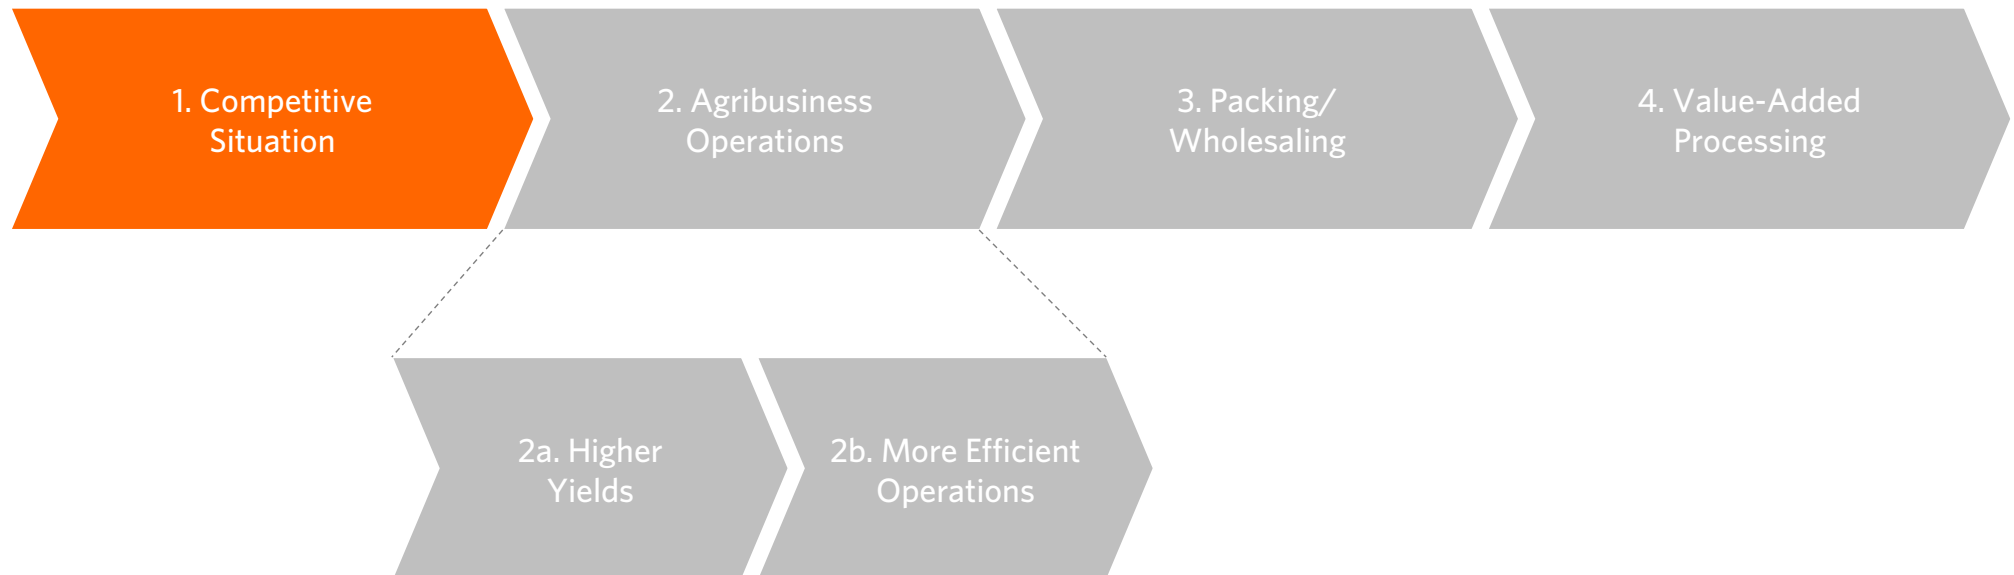 1. Competitive
Situation
2. Agribusiness
Operations
3. Packing/
Wholesaling
4. Value-Added
Processing
2a. Higher
Yields
2b. More Efficient
Operations